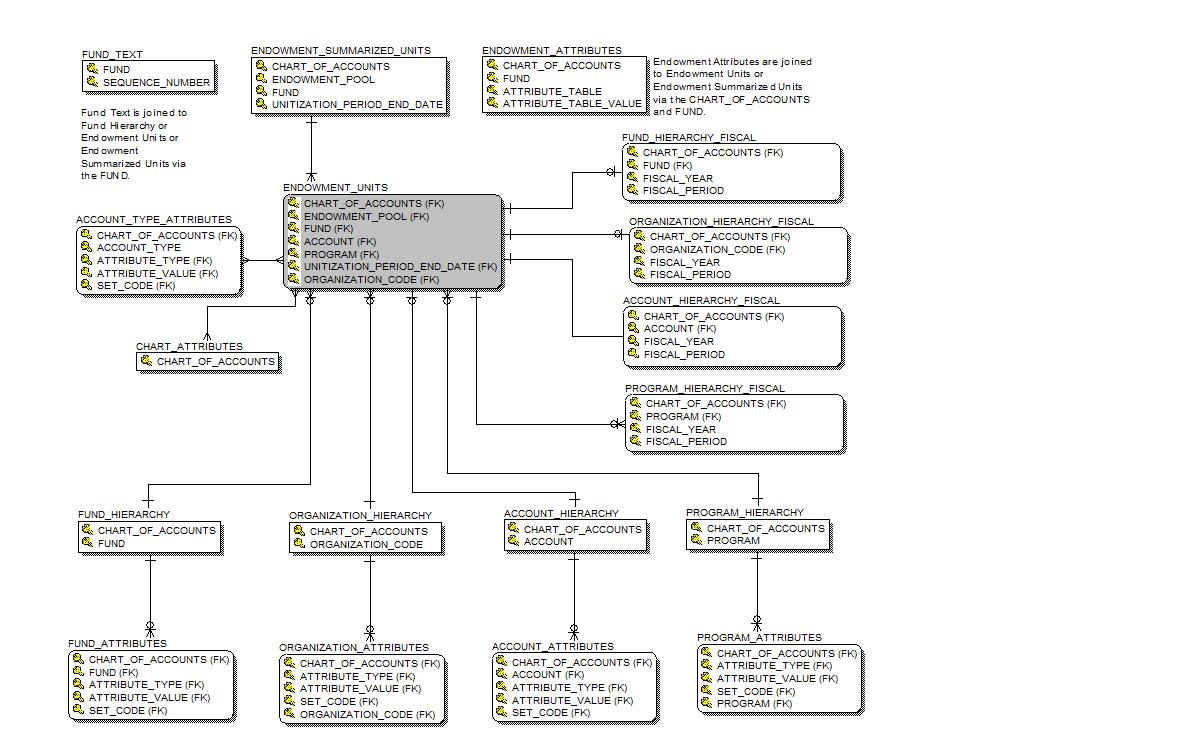 FUND_TEXT
FUND
SEQUENCE_NUMBER
Fund Text is joined to
Fund Hierarchy or
Endowment Units or
Endowment
Summarized Units via
the FUND.
ENDOWMENT_SUMMARIZED_UNITS
CHART_OF_ACCOUNTS
ENDOWMENT_POOL
FUND
UNITIZATION_PERIOD_END_DATE
ENDOWMENT_ATTRIBUTES
CHART_OF_ACCOUNTS
FUND
ATTRIBUTE_TABLE
ATTRIBUTE_TABLE_VALUE
Endowment Attributes are joined
to Endowment Units or
Endowment Summarized Units
via the CHART_OF_ACCOUNTS
and FUND.
FUND_HIERARCHY_FISCAL
CHART_OF_ACCOUNTS (FK)
FUND (FK)
FISCAL_YEAR
FISCAL_PERIOD
ENDOWMENT_UNITS
CHART_OF_ACCOUNTS (FK)
ENDOWMENT_POOL (FK)
FUND (FK)
ACCOUNT (FK)
PROGRAM (FK)
UNITIZATION_PERIOD_END_DATE (FK)
ORGANIZATION_CODE (FK)
ACCOUNT_TYPE_ATTRIBUTES
CHART_OF_ACCOUNTS (FK)
ACCOUNT_TYPE
ATTRIBUTE_TYPE (FK)
ATTRIBUTE_VALUE (FK)
SET_CODE (FK)
ORGANIZATION_HIERARCHY_FISCAL
CHART_OF_ACCOUNTS (FK)
ORGANIZATION_CODE (FK)
FISCAL_YEAR
FISCAL_PERIOD
ACCOUNT_HIERARCHY_FISCAL
CHART_OF_ACCOUNTS (FK)
ACCOUNT (FK)
FISCAL_YEAR
FISCAL_PERIOD
CHART_ATTRIBUTES
CHART_OF_ACCOUNTS
PROGRAM_HIERARCHY_FISCAL
CHART_OF_ACCOUNTS (FK)
PROGRAM (FK)
FISCAL_YEAR
FISCAL_PERIOD
FUND_HIERARCHY
CHART_OF_ACCOUNTS
FUND
ORGANIZATION_HIERARCHY
CHART_OF_ACCOUNTS
ORGANIZATION_CODE
ACCOUNT_HIERARCHY
CHART_OF_ACCOUNTS
ACCOUNT
PROGRAM_HIERARCHY
CHART_OF_ACCOUNTS
PROGRAM
FUND_ATTRIBUTES
CHART_OF_ACCOUNTS (FK)
FUND (FK)
ATTRIBUTE_TYPE (FK)
ATTRIBUTE_VALUE (FK)
SET_CODE (FK)
ORGANIZATION_ATTRIBUTES
CHART_OF_ACCOUNTS (FK)
ATTRIBUTE_TYPE (FK)
ATTRIBUTE_VALUE (FK)
SET_CODE (FK)
ORGANIZATION_CODE (FK)
ACCOUNT_ATTRIBUTES
CHART_OF_ACCOUNTS (FK)
ACCOUNT (FK)
ATTRIBUTE_TYPE (FK)
ATTRIBUTE_VALUE (FK)
SET_CODE (FK)
PROGRAM_ATTRIBUTES
CHART_OF_ACCOUNTS (FK)
ATTRIBUTE_TYPE (FK)
ATTRIBUTE_VALUE (FK)
SET_CODE (FK)
PROGRAM (FK)